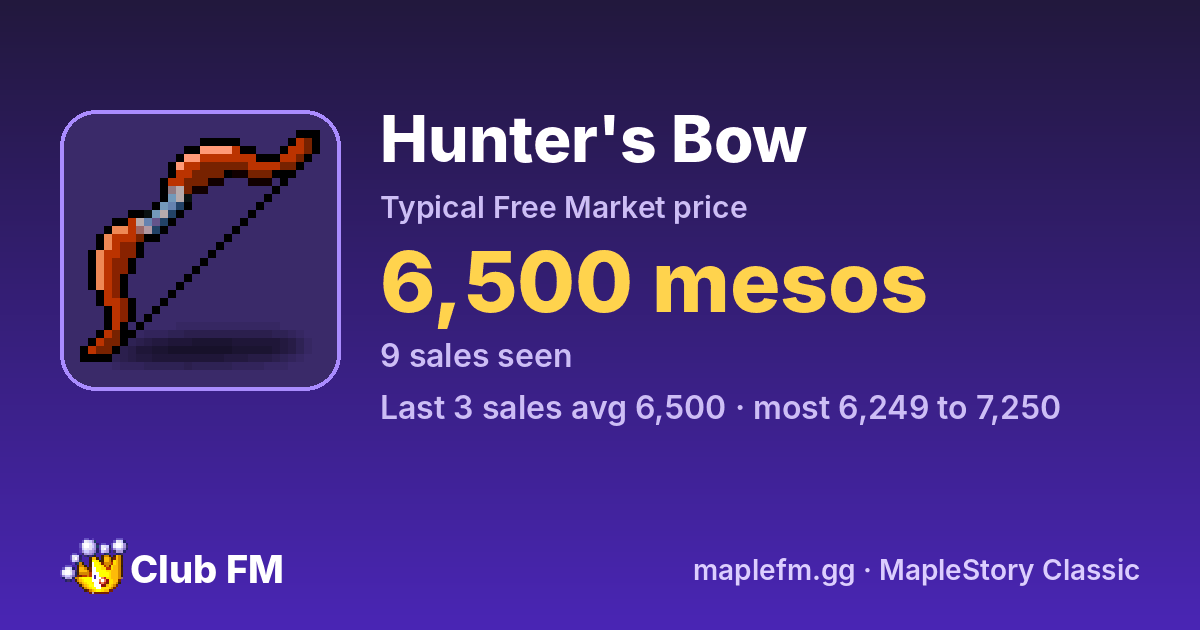 Hunter's Bow
Typical Free Market price
6,500 mesos
9 sales seen
Last 3 sales avg 6,500 · most 6,249 to 7,250
Club FM
maplefm.gg · MapleStory Classic